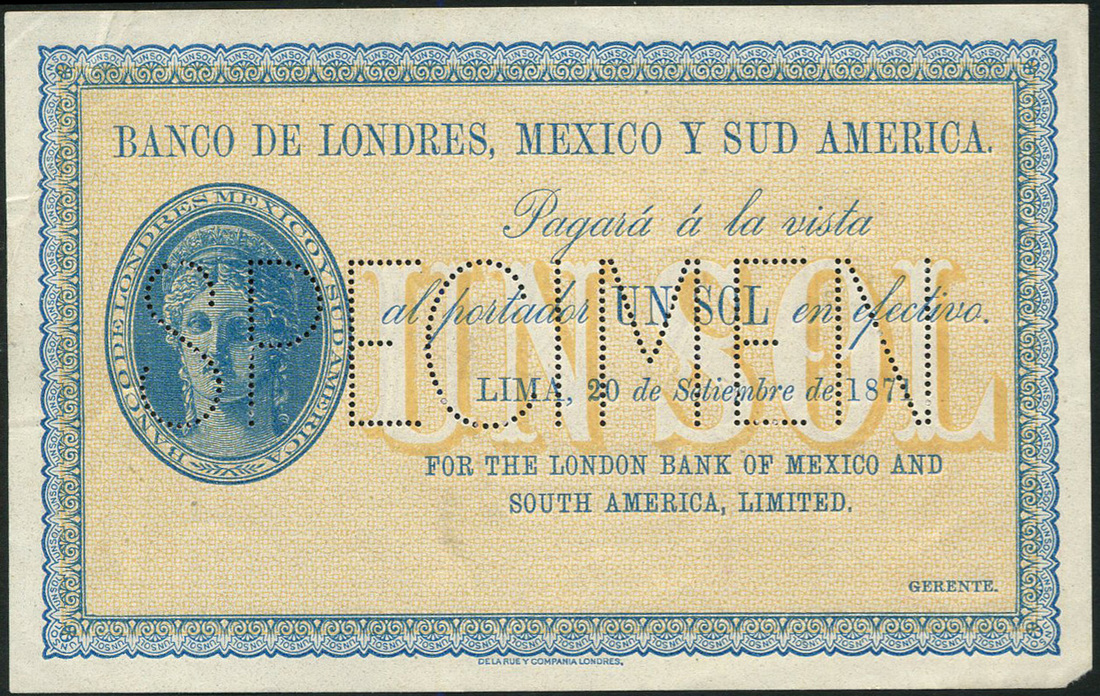 BANCO DE LONDRES, MEXICO Y SUD AMERICA.
BANCO DE LONDRES MEXICO Y SUD AMERICA
Pagará á la vista
al portador UN SOL en efectivo.
UN SOL
SPECIMEN
LIMA, 20 de Setiembre de 1871
FOR THE LONDON BANK OF MEXICO AND
SOUTH AMERICA, LIMITED.
GERENTE.
DE LA RUE Y COMPANIA LONDRES.